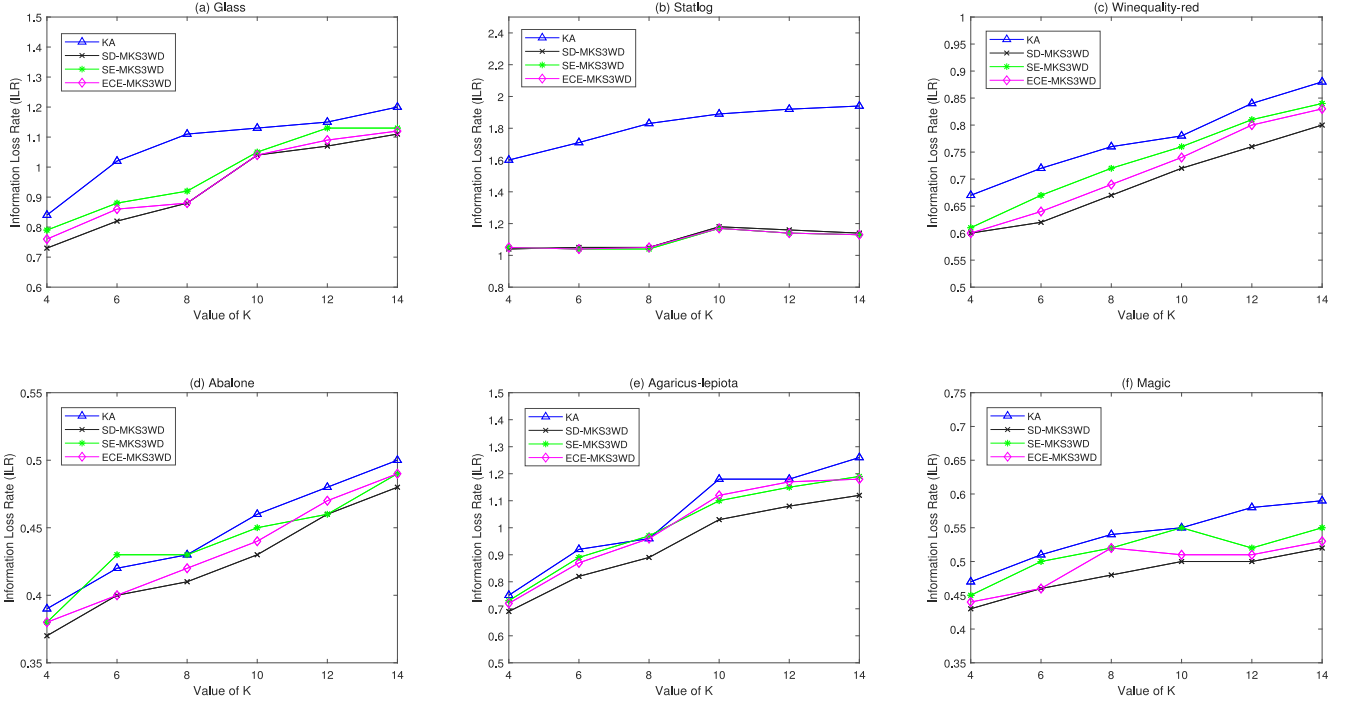 (a) Glass
1.5
1.4
1.3
1.2
1.1
1
0.9
0.8
0.7
0.6
Information Loss Rate (ILR)
KA
SD-MKS3WD
SE-MKS3WD
ECE-MKS3WD
4 6 8 10 12 14
Value of K
(b) Statlog
2.4
2.2
2
1.8
1.6
1.4
1.2
1
0.8
Information Loss Rate (ILR)
KA
SD-MKS3WD
SE-MKS3WD
ECE-MKS3WD
4 6 8 10 12 14
Value of K
(c) Winequality-red
1
0.95
0.9
0.85
0.8
0.75
0.7
0.65
0.6
0.55
0.5
Information Loss Rate (ILR)
KA
SD-MKS3WD
SE-MKS3WD
ECE-MKS3WD
4 6 8 10 12 14
Value of K
(d) Abalone
0.55
0.5
0.45
0.4
0.35
Information Loss Rate (ILR)
KA
SD-MKS3WD
SE-MKS3WD
ECE-MKS3WD
4 6 8 10 12 14
Value of K
(e) Agaricus-lepiota
1.5
1.4
1.3
1.2
1.1
1
0.9
0.8
0.7
0.6
0.5
Information Loss Rate (ILR)
KA
SD-MKS3WD
SE-MKS3WD
ECE-MKS3WD
4 6 8 10 12 14
Value of K
(f) Magic
0.75
0.7
0.65
0.6
0.55
0.5
0.45
0.4
0.35
Information Loss Rate (ILR)
KA
SD-MKS3WD
SE-MKS3WD
ECE-MKS3WD
4 6 8 10 12 14
Value of K